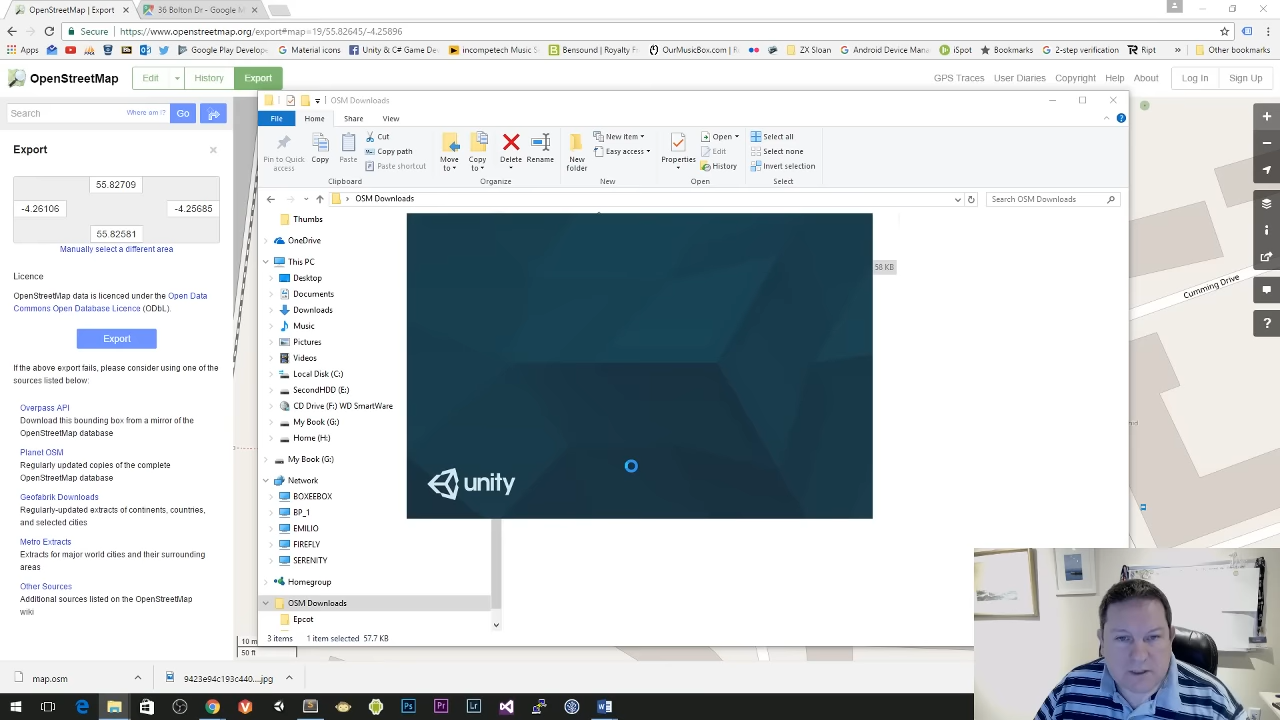 OpenStreetMap | Export
36 Bolton Dr - Google M
Secure
https://www.openstreetmap.org/export#map=19/55.82645/-4.25896
Apps
Getting Started
Google Play Develop
Material icons
Unity & C# Game Dev
incompetech Music
Bensound | Royalty F
OurMusicBox.com |
ZX Sloan
Android Device Man
iSpot
Bookmarks
2-step verification
Ript
Other bookmarks
OpenStreetMap
Edit
History
Export
GPS Traces
User Diaries
Copyright
Help
About
Log In
Sign Up
Search
Where am I?
Go
OSM Downloads
File
Home
Share
View
Export
55.82709
-4.26106
-4.25685
55.82581
Manually select a different area
Licence
OpenStreetMap data is licenced under the Open Data
Commons Open Database Licence (ODbL).
Export
If the above export fails, please consider using one of the
sources listed below:
Overpass API
Download this bounding box from a mirror of the
OpenStreetMap database
Planet OSM
Regularly updated copies of the complete
OpenStreetMap database
Geofabrik Downloads
Regularly-updated extracts of continents, countries,
and selected cities
Metro Extracts
Extracts for major world cities and their surrounding
areas
Other Sources
Additional sources listed on the OpenStreetMap
wiki
Pin to Quick
access
Copy
Paste
Cut
Copy path
Paste shortcut
Clipboard
Move
to
Copy
to
Delete
Rename
Organize
New
folder
New item
Easy access
New
Properties
Open
Edit
History
Open
Select all
Select none
Invert selection
Select
OSM Downloads
Search OSM Downloads
Thumbs
OneDrive
This PC
Desktop
Documents
Downloads
Music
Pictures
Videos
Local Disk (C:)
SecondHDD (E:)
CD Drive (F:) WD SmartWare
My Book (G:)
Home (H:)
My Book (G:)
Network
BOXEEBOX
BP_1
EMILIO
FIREFLY
SERENITY
Homegroup
OSM Downloads
Epcot
58 KB
unity
Cumming Drive
3 items
1 item selected 57.7 KB
10 m
50 ft
map.osm
9423e94c193c440....jpg